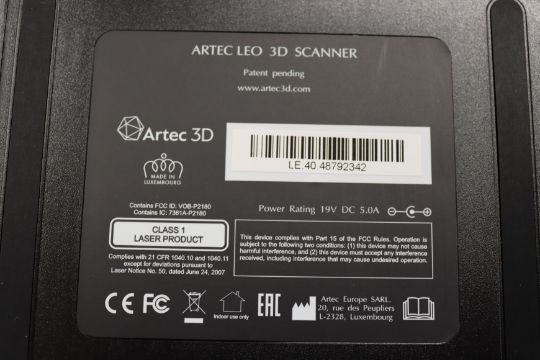 ARTEC LEO 3D SCANNER
Patent pending
www.artec3d.com
Artec 3D
MADE IN
LUXEMBOURG
LE.40.48792342
Contains FCC ID: VOB-P2180
Contains IC: 7361A-P2180
Power Rating 19V DC 5.0A
CLASS 1
LASER PRODUCT
Complies with 21 CFR 1040.10 and 1040.11
except for deviations pursuant to
Laser Notice No. 50, dated June 24, 2007
This device complies with Part 15 of the FCC Rules. Operation is
subject to the following two conditions: (1) this device may not cause
harmful interference, and (2) this device must accept any interference
received, including interference that may cause undesired operation.
CE FC
Indoor use only
EAC
Artec Europe SARL.
20, rue des Peupliers
L-2328, Luxembourg